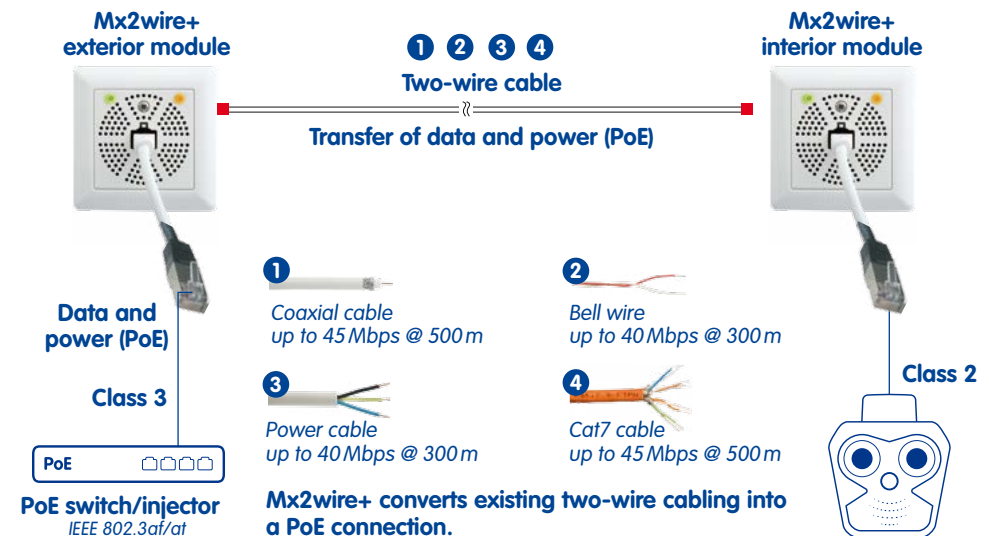 Mx2wire+
exterior module
1 2 3 4
Two-wire cable
Transfer of data and power (PoE)
Mx2wire+
interior module
Data and
power (PoE)
Class 3
PoE
PoE switch/injector
IEEE 802.3af/at
1
Coaxial cable
up to 45 Mbps @ 500 m
2
Bell wire
up to 40 Mbps @ 300 m
3
Power cable
up to 40 Mbps @ 300 m
4
Cat7 cable
up to 45 Mbps @ 500 m
Class 2
Mx2wire+ converts existing two-wire cabling into
a PoE connection.